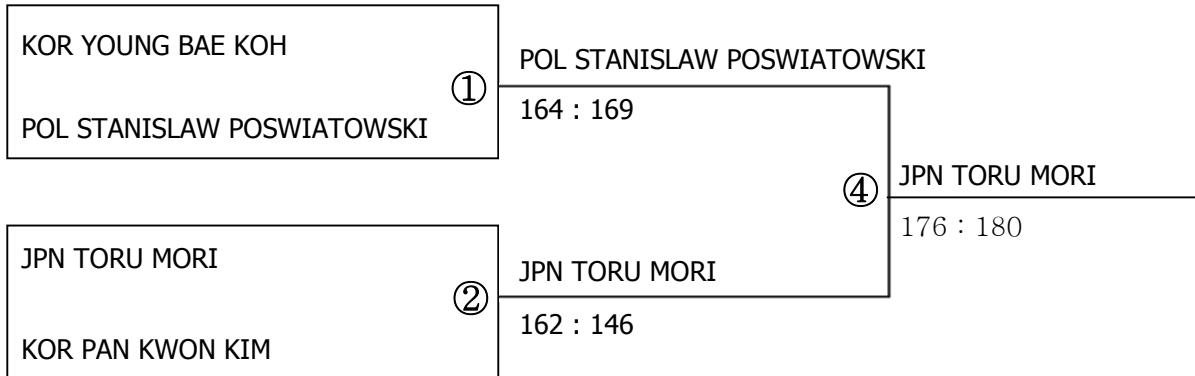 KOR YOUNG BAE KOH
POL STANISLAW POSWIATOWSKI
①
POL STANISLAW POSWIATOWSKI
164 : 169
JPN TORU MORI
KOR PAN KWON KIM
②
JPN TORU MORI
162 : 146
④
JPN TORU MORI
176 : 180